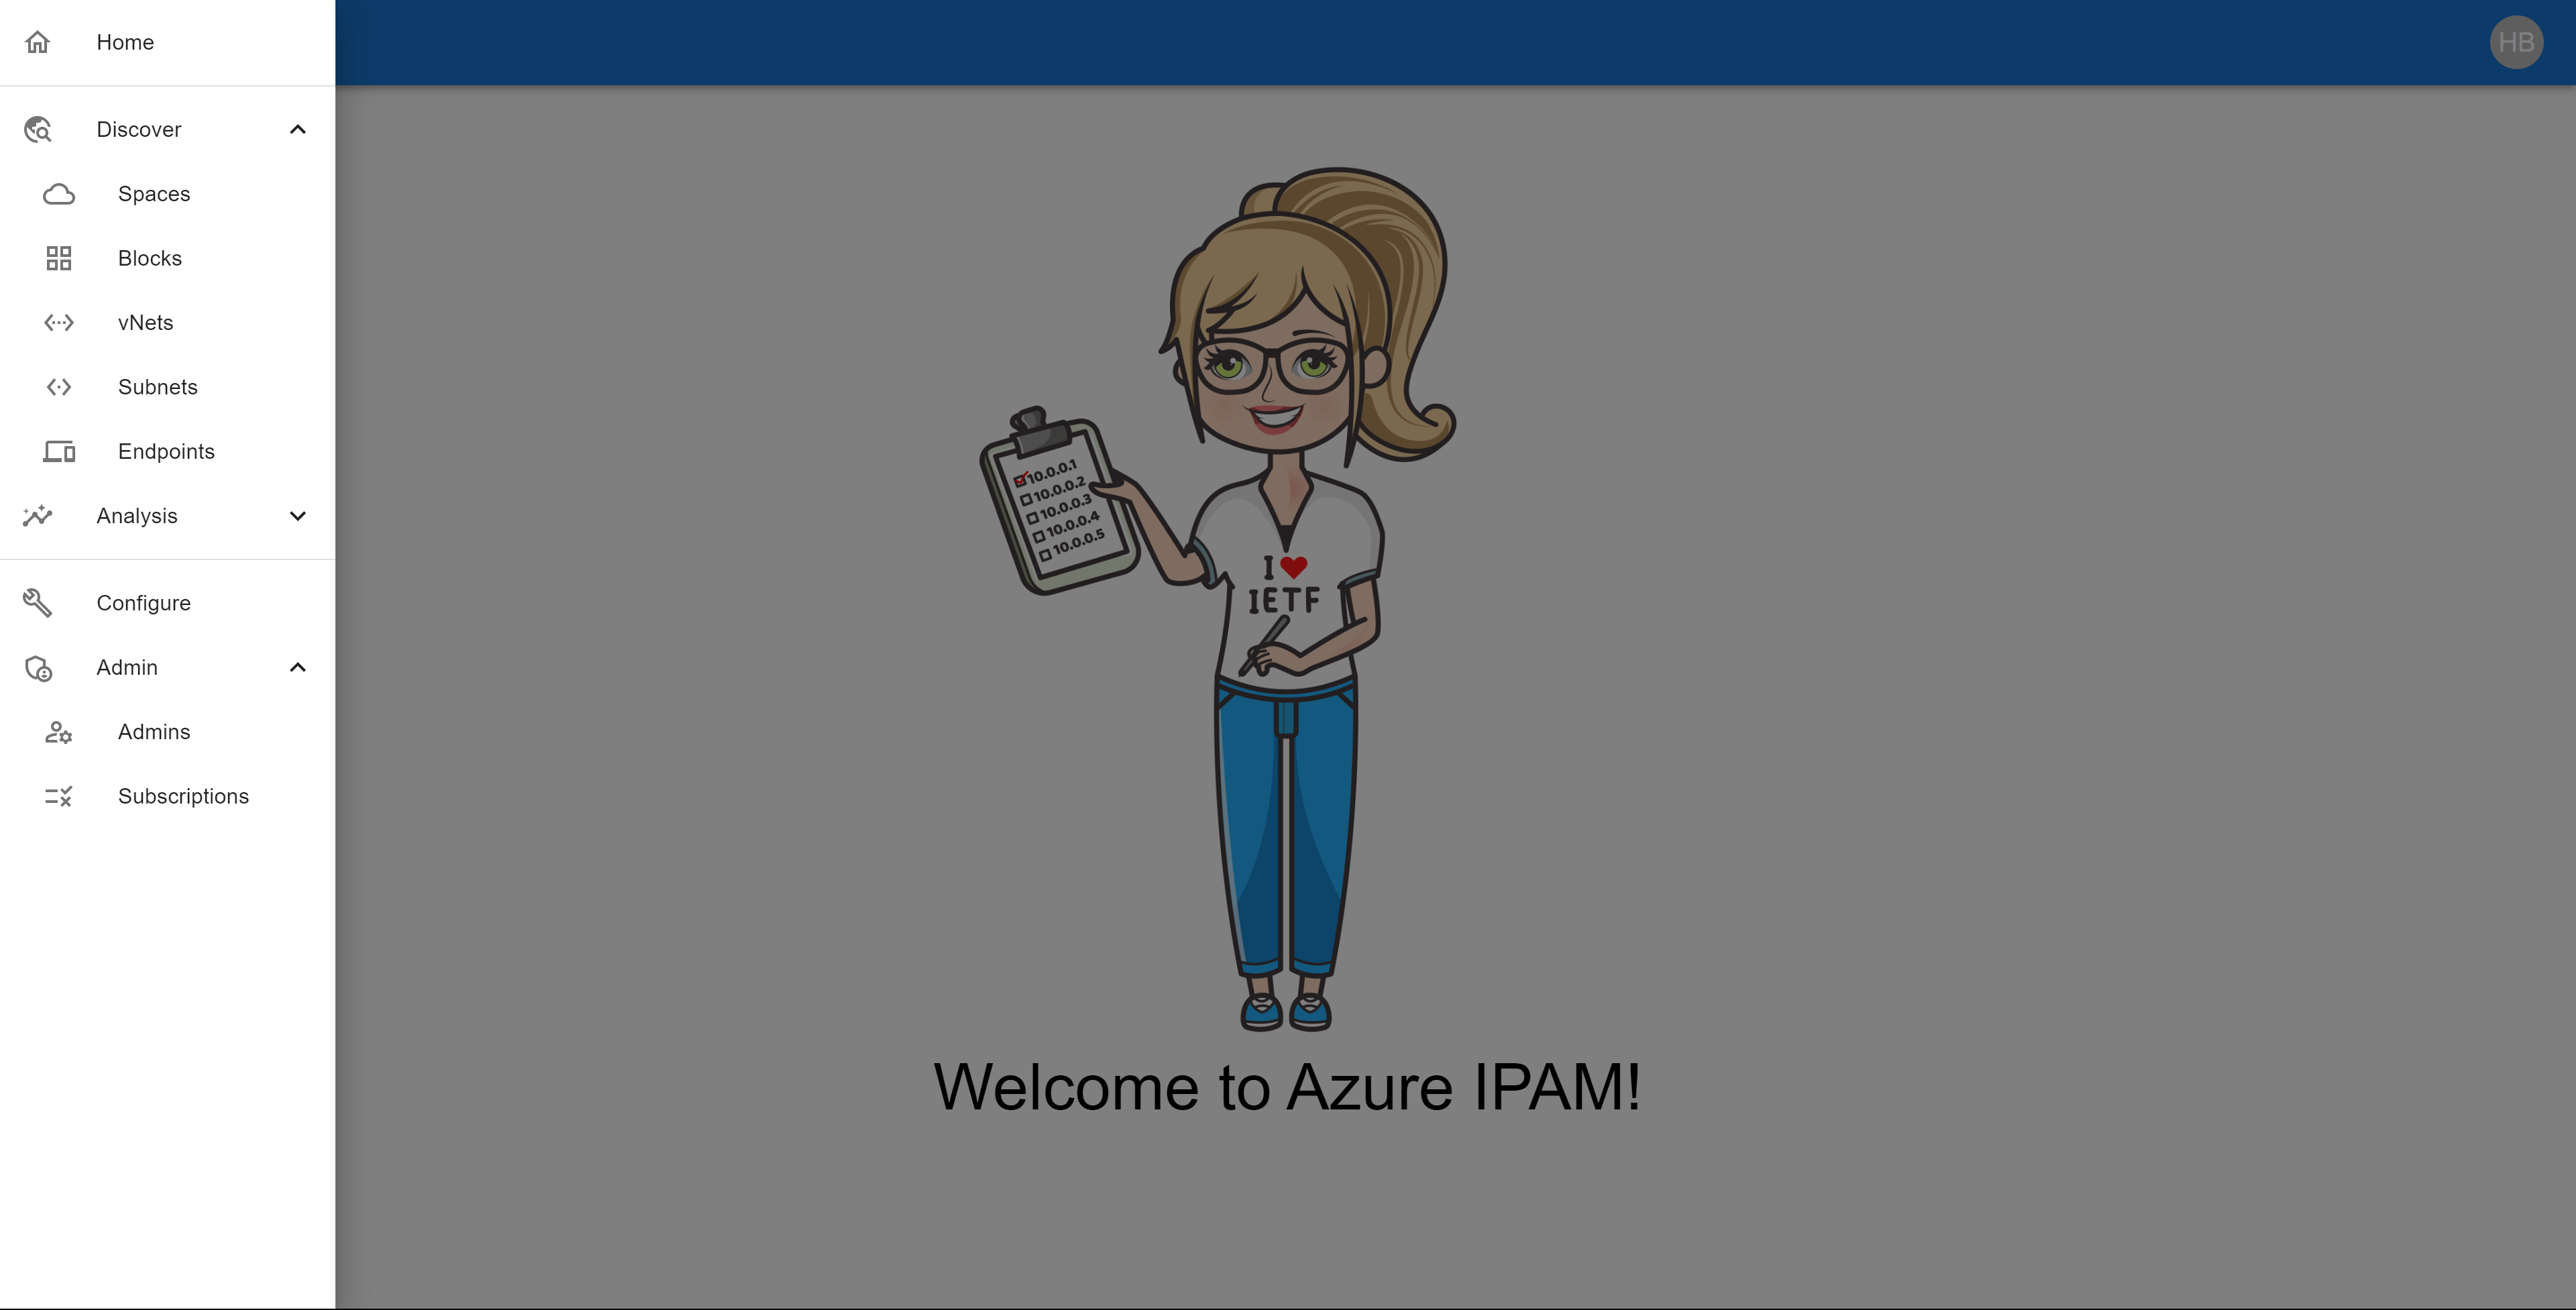 Home
Discover
Spaces
Blocks
vNets
Subnets
Endpoints
Analysis
Configure
Admin
Admins
Subscriptions
HB
10.0.0.1
10.0.0.2
10.0.0.3
10.0.0.4
10.0.0.5
I ❤
IETF
Welcome to Azure IPAM!